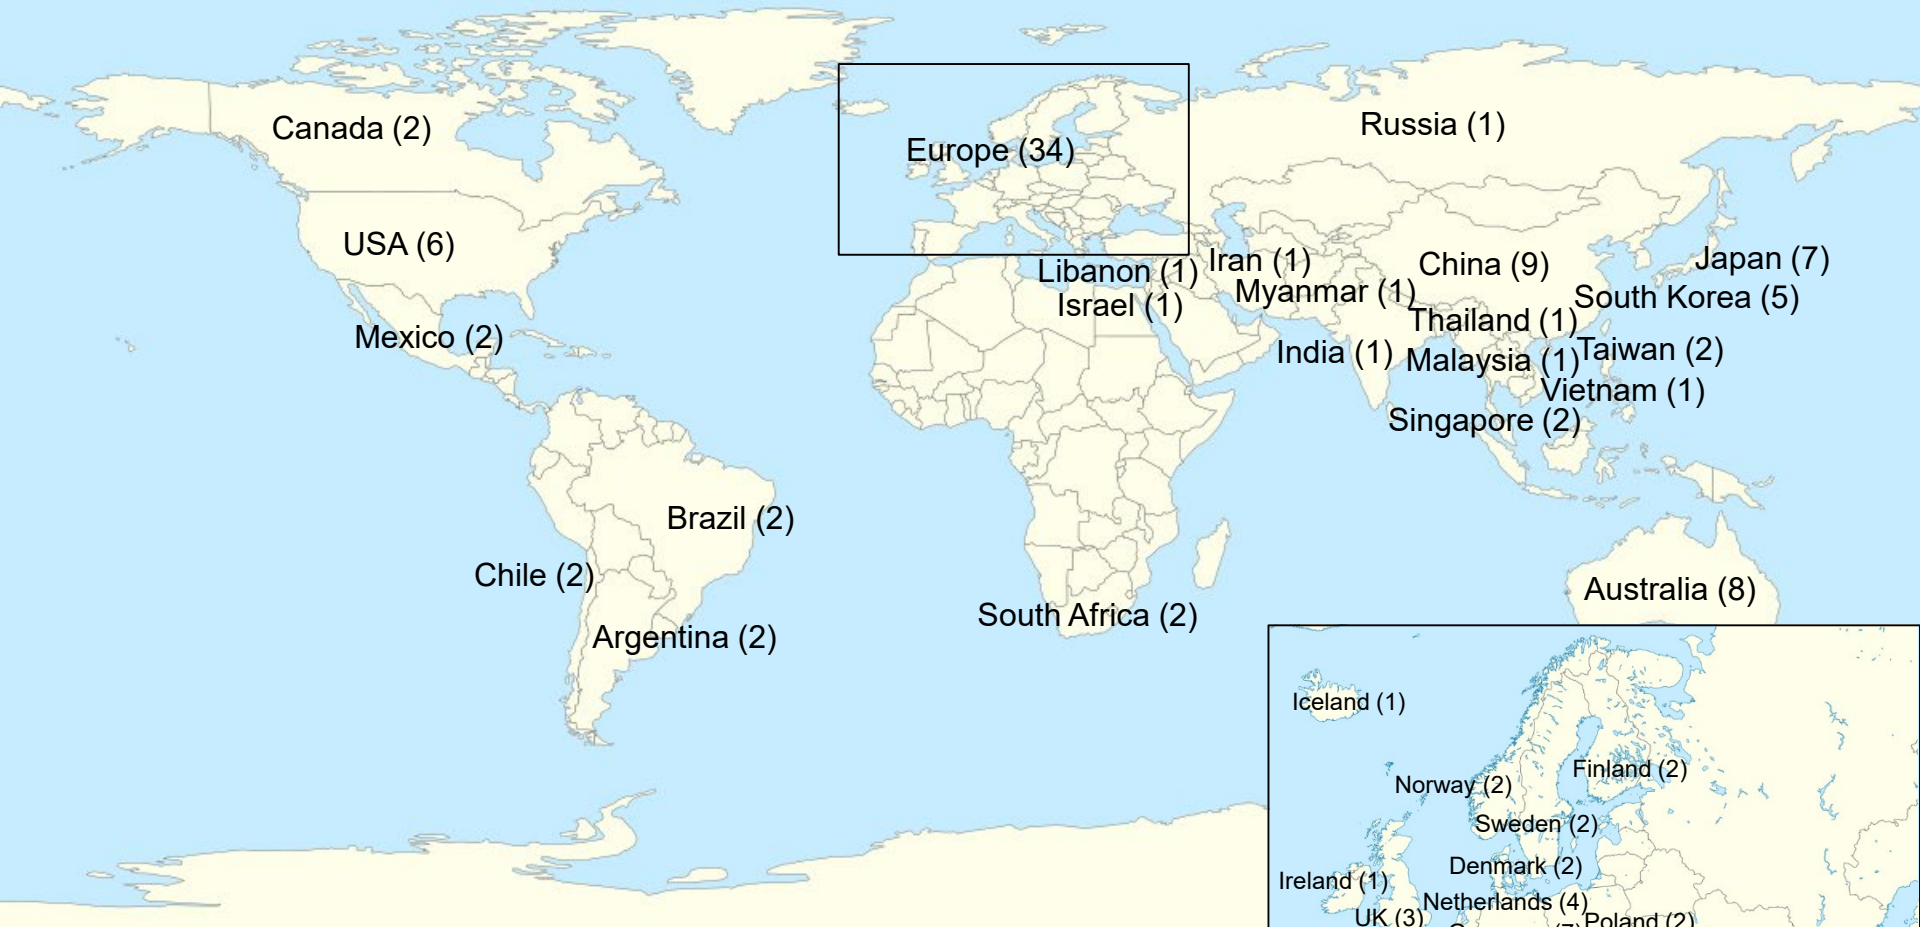 Canada (2)
Russia (1)
Europe (34)
USA (6)
Libanon (1)
Iran (1)
China (9)
Japan (7)
Israel (1)
Myanmar (1)
South Korea (5)
Mexico (2)
Thailand (1)
India (1)
Malaysia (1)
Taiwan (2)
Vietnam (1)
Singapore (2)
Brazil (2)
Chile (2)
Australia (8)
South Africa (2)
Argentina (2)
Iceland (1)
Finland (2)
Norway (2)
Sweden (2)
Denmark (2)
Ireland (1)
Netherlands (4)
UK (3)
Poland (2)